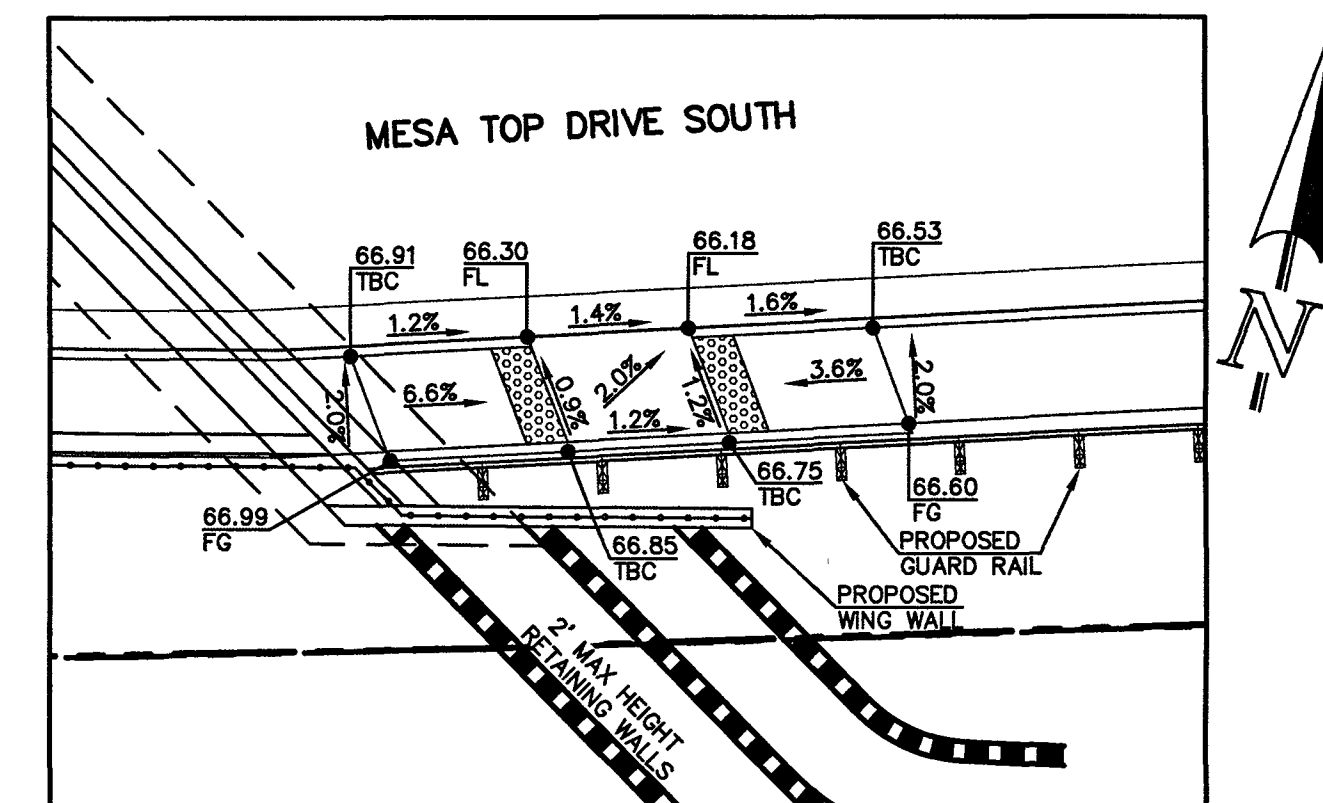 MESA TOP DRIVE SOUTH
66.91
TBC
66.30
FL
66.18
FL
66.53
TBC
1.2%
1.4%
1.6%
2.0%
6.6%
0.9%
2.0%
1.2%
1.2%
3.6%
2.0%
66.99
FG
66.85
TBC
66.75
TBC
66.60
FG
PROPOSED
GUARD RAIL
PROPOSED
WING WALL
2' MAX HEIGHT
RETAINING WALLS
N